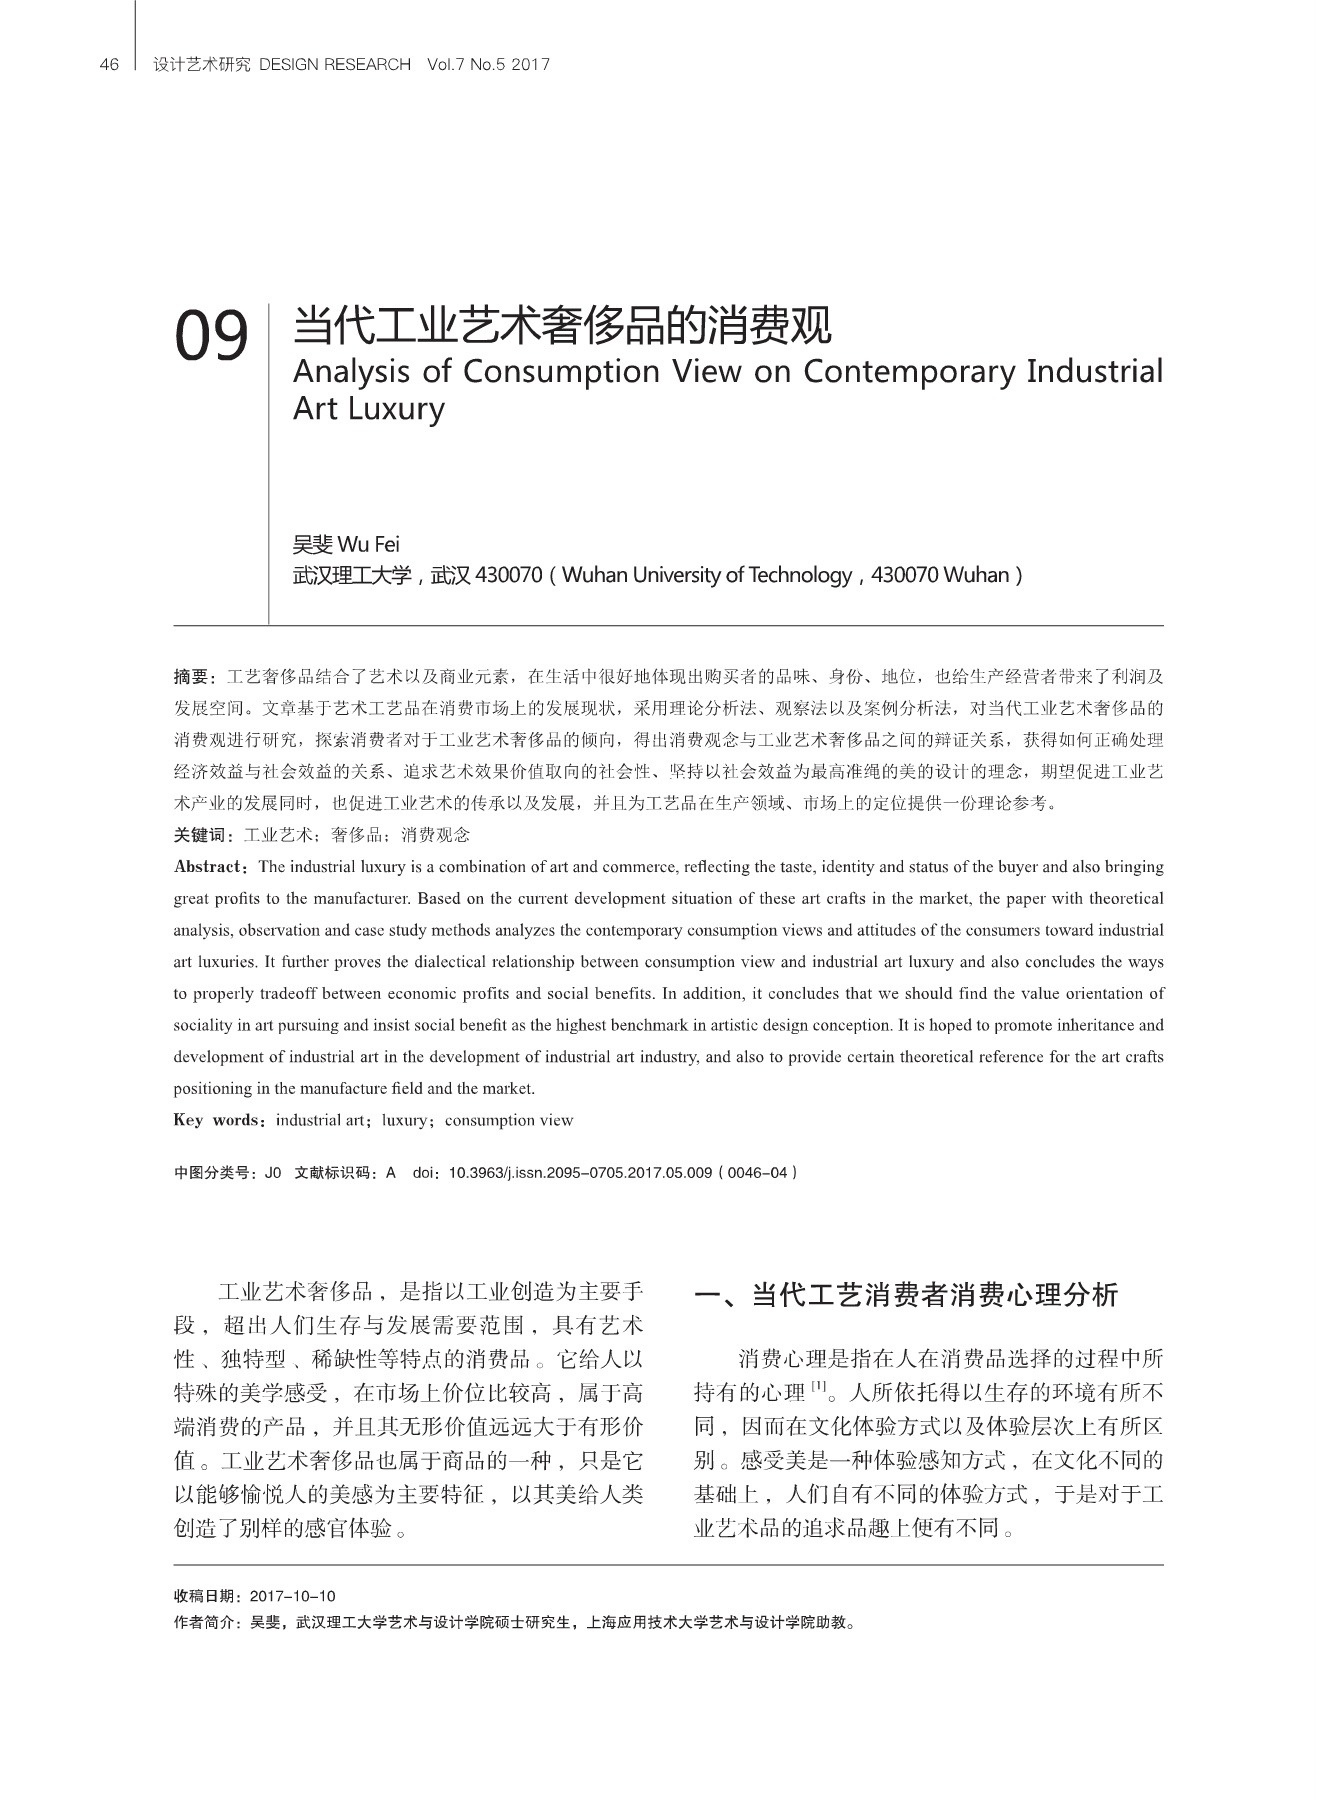 46 设计艺术研究 DESIGN RESEARCH Vol.7 No.5 2017
09
当代工业艺术奢侈品的消费观
Analysis of Consumption View on Contemporary Industrial
Art Luxury
吴斐 Wu Fei
武汉理工大学，武汉 430070（Wuhan University of Technology，430070 Wuhan）
摘要：工艺奢侈品结合了艺术以及商业元素，在生活中很好地体现出购买者的品味、身份、地位，也给生产经营者带来了利润及
发展空间。文章基于艺术工艺品在消费市场上的发展现状，采用理论分析法、观察法以及案例分析法，对当代工业艺术奢侈品的
消费观进行研究，探索消费者对于工业艺术奢侈品的倾向，得出消费观念与工业艺术奢侈品之间的辩证关系，获得如何正确处理
经济效益与社会效益的关系、追求艺术效果价值取向的社会性、坚持以社会效益为最高准绳的美的设计的理念，期望促进工业艺
术产业的发展同时，也促进工业艺术的传承以及发展，并且为工艺品在生产领域、市场上的定位提供一份理论参考。
关键词：工业艺术；奢侈品；消费观念
Abstract：The industrial luxury is a combination of art and commerce, reflecting the taste, identity and status of the buyer and also bringing
great profits to the manufacturer. Based on the current development situation of these art crafts in the market, the paper with theoretical
analysis, observation and case study methods analyzes the contemporary consumption views and attitudes of the consumers toward industrial
art luxuries. It further proves the dialectical relationship between consumption view and industrial art luxury and also concludes the ways
to properly tradeoff between economic profits and social benefits. In addition, it concludes that we should find the value orientation of
sociality in art pursuing and insist social benefit as the highest benchmark in artistic design conception. It is hoped to promote inheritance and
development of industrial art in the development of industrial art industry, and also to provide certain theoretical reference for the art crafts
positioning in the manufacture field and the market.
Key words：industrial art；luxury；consumption view
中图分类号：J0 文献标识码：A doi：10.3963/j.issn.2095-0705.2017.05.009（0046-04）
工业艺术奢侈品，是指以工业创造为主要手
段，超出人们生存与发展需要范围，具有艺术
性、独特型、稀缺性等特点的消费品。它给人以
特殊的美学感受，在市场上价位比较高，属于高
端消费的产品，并且其无形价值远远大于有形价
值。工业艺术奢侈品也属于商品的一种，只是它
以能够愉悦人的美感为主要特征，以其美给人类
创造了别样的感官体验。
一、当代工艺消费者消费心理分析
消费心理是指在人在消费品选择的过程中所
持有的心理 [1]。人所依托得以生存的环境有所不
同，因而在文化体验方式以及体验层次上有所区
别。感受美是一种体验感知方式，在文化不同的
基础上，人们自有不同的体验方式，于是对于工
业艺术品的追求品趣上便有不同。
收稿日期：2017-10-10
作者简介：吴斐，武汉理工大学艺术与设计学院硕士研究生，上海应用技术大学艺术与设计学院助教。